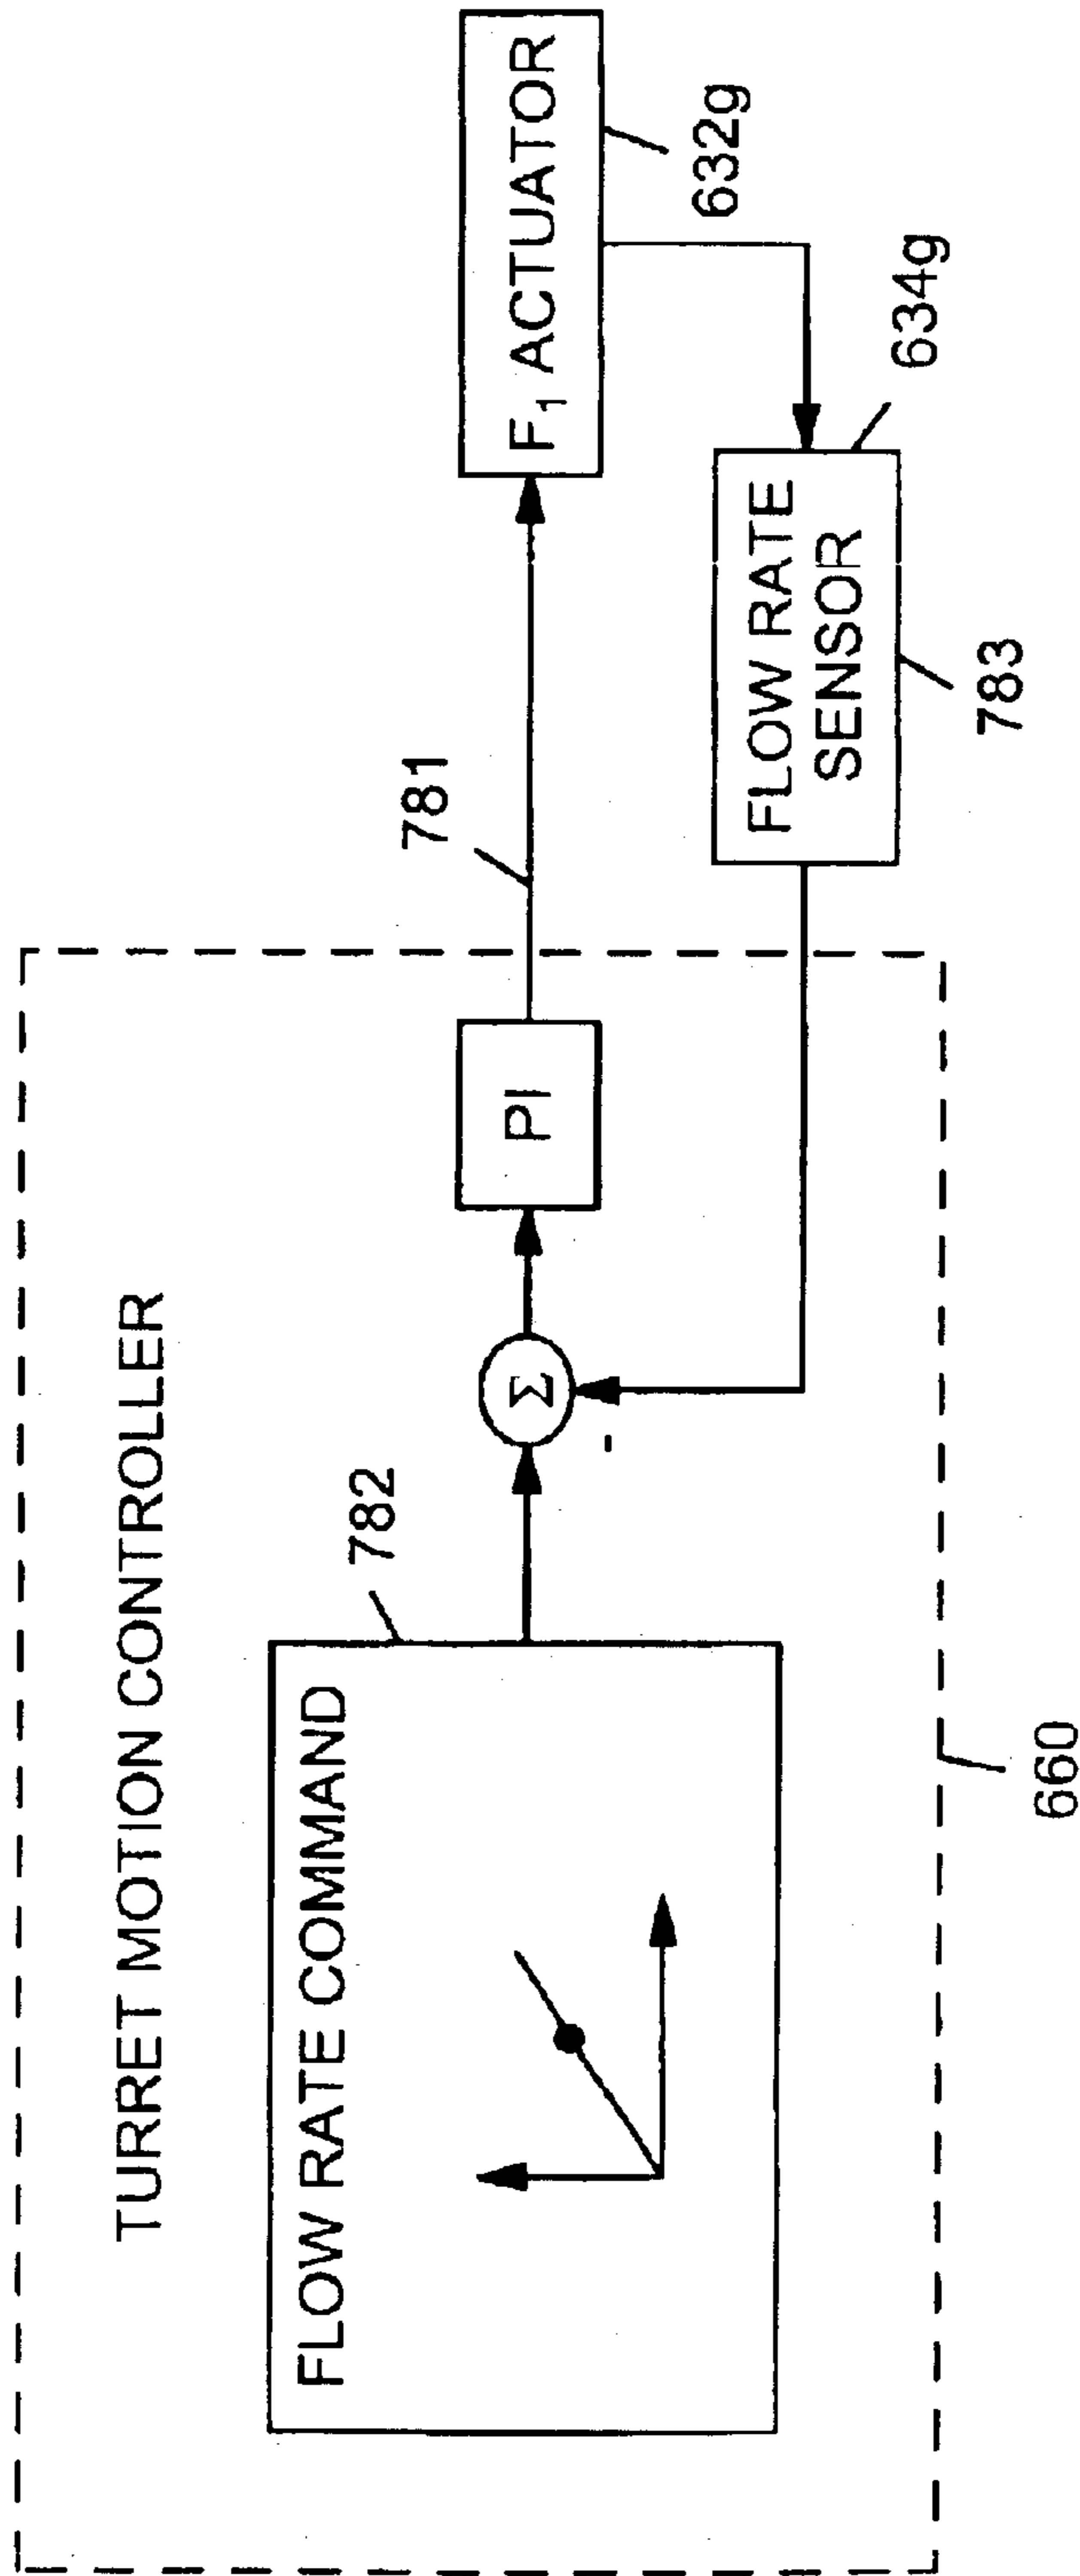 TURRET MOTION CONTROLLER
FLOW RATE COMMAND
782
Σ
-
PI
781
F₁ ACTUATOR
632g
634g
FLOW RATE
SENSOR
783
660